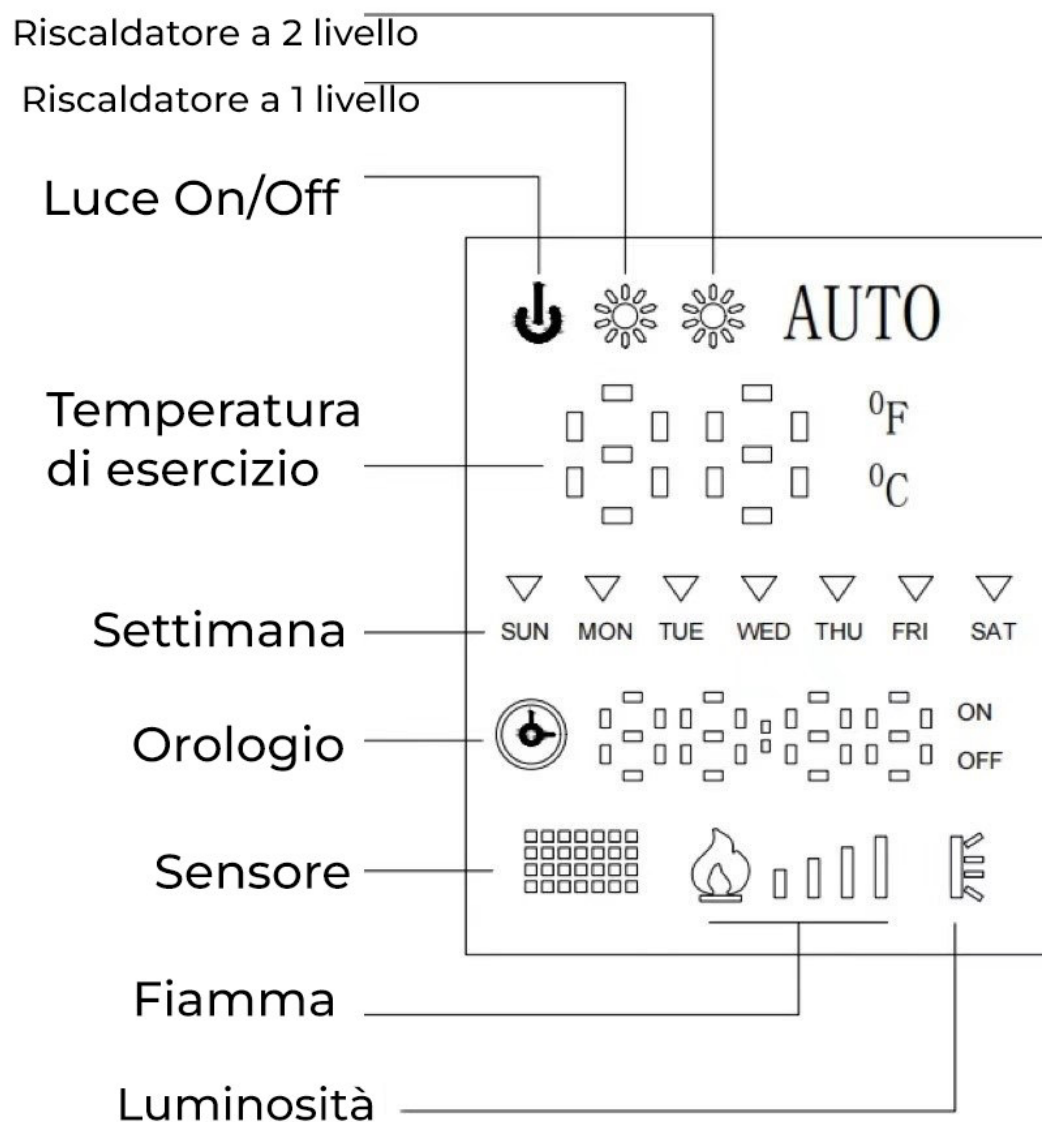 Riscaldatore a 2 livello
Riscaldatore a 1 livello
Luce On/Off
AUTO
Temperatura
di esercizio
⁰F
⁰C
Settimana
SUN MON TUE WED THU FRI SAT
Orologio
ON
OFF
Sensore
Fiamma
Luminosità